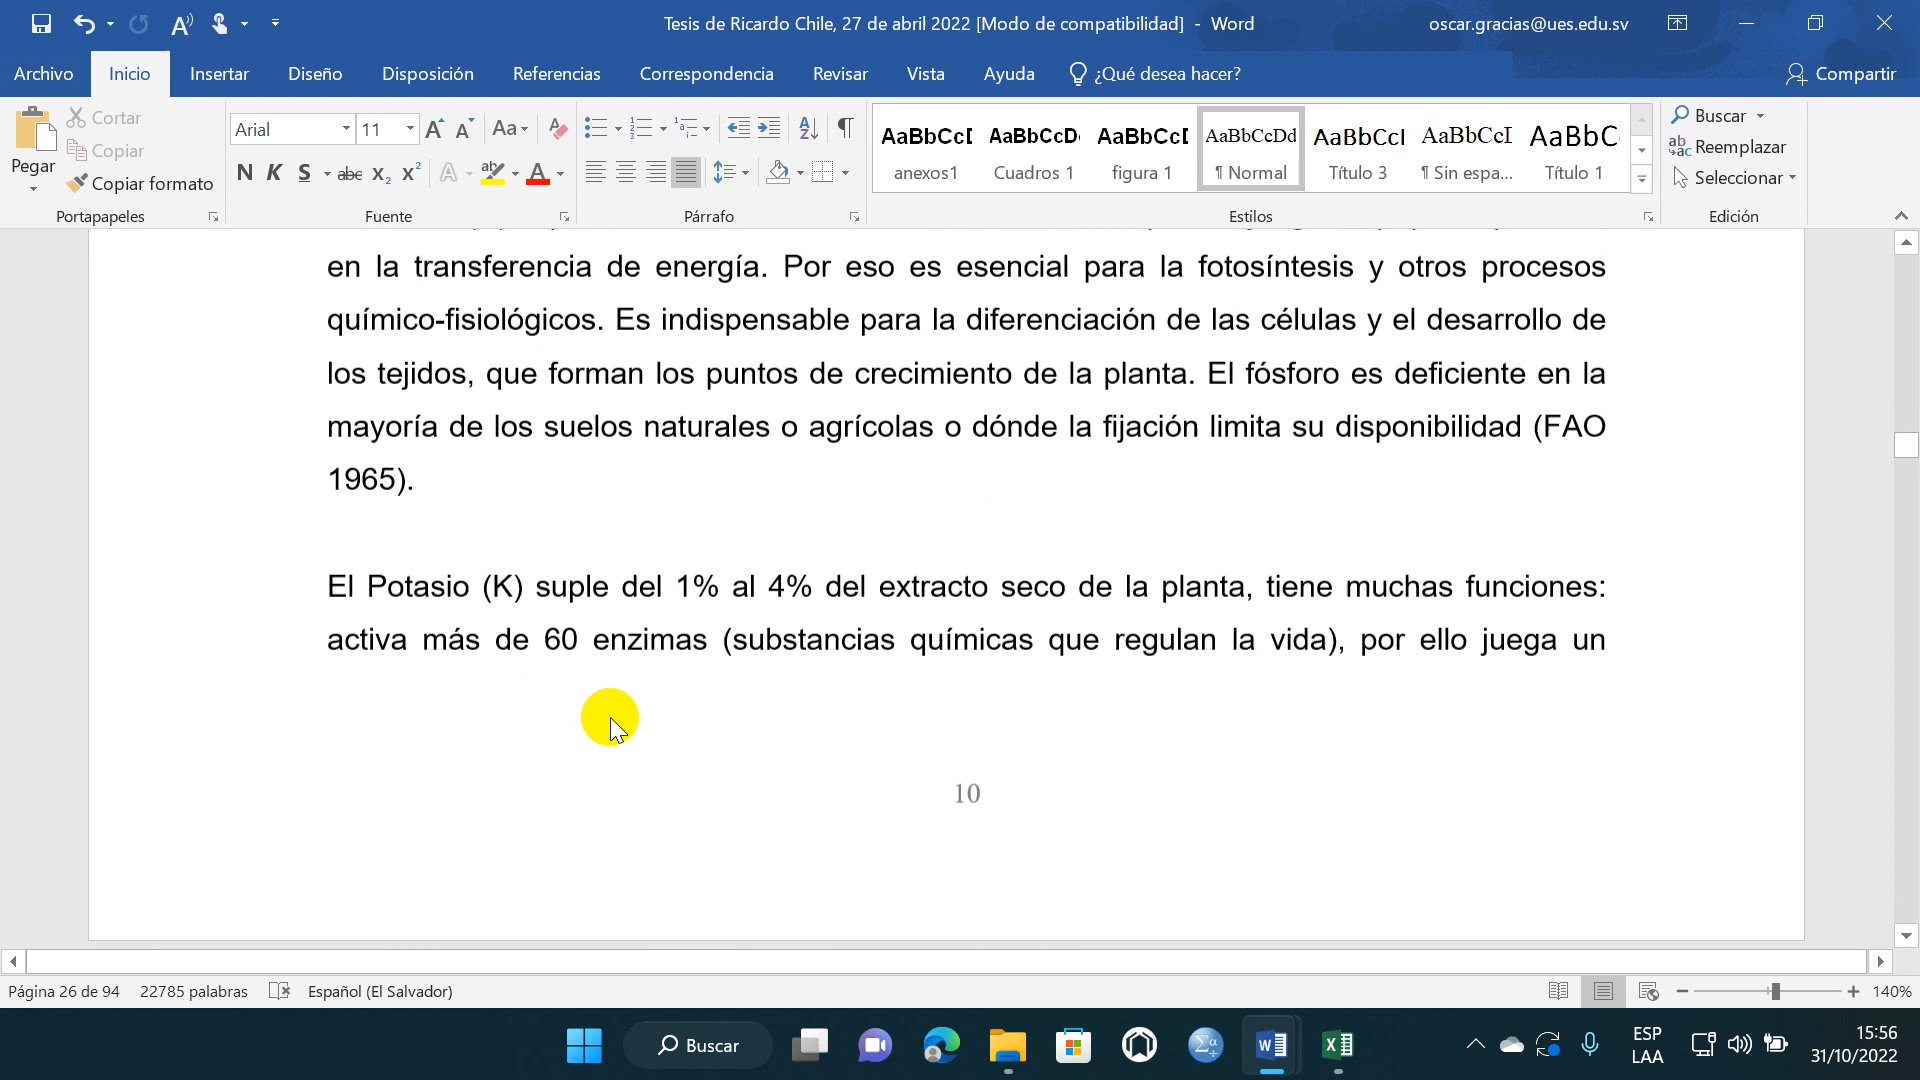 Tesis de Ricardo Chile, 27 de abril 2022 [Modo de compatibilidad] - Word
oscar.gracias@ues.edu.sv
Archivo Inicio Insertar Diseño Disposición Referencias Correspondencia Revisar Vista Ayuda ¿Qué desea hacer? Compartir
Pegar
Cortar
Copiar
Copiar formato
Portapapeles
Arial 11
Fuente
Párrafo
AaBbCcI AaBbCcD AaBbCcI AaBbCcDd AaBbCcI AaBbCcI AaBbC
anexos1 Cuadros 1 figura 1 ¶ Normal Título 3 ¶ Sin espa... Título 1
Estilos
Buscar
Reemplazar
Seleccionar
Edición
en la transferencia de energía. Por eso es esencial para la fotosíntesis y otros procesos
químico-fisiológicos. Es indispensable para la diferenciación de las células y el desarrollo de
los tejidos, que forman los puntos de crecimiento de la planta. El fósforo es deficiente en la
mayoría de los suelos naturales o agrícolas o dónde la fijación limita su disponibilidad (FAO
1965).
El Potasio (K) suple del 1% al 4% del extracto seco de la planta, tiene muchas funciones:
activa más de 60 enzimas (substancias químicas que regulan la vida), por ello juega un
10
Página 26 de 94 22785 palabras Español (El Salvador) 140%
Buscar
ESP
LAA
15:56
31/10/2022